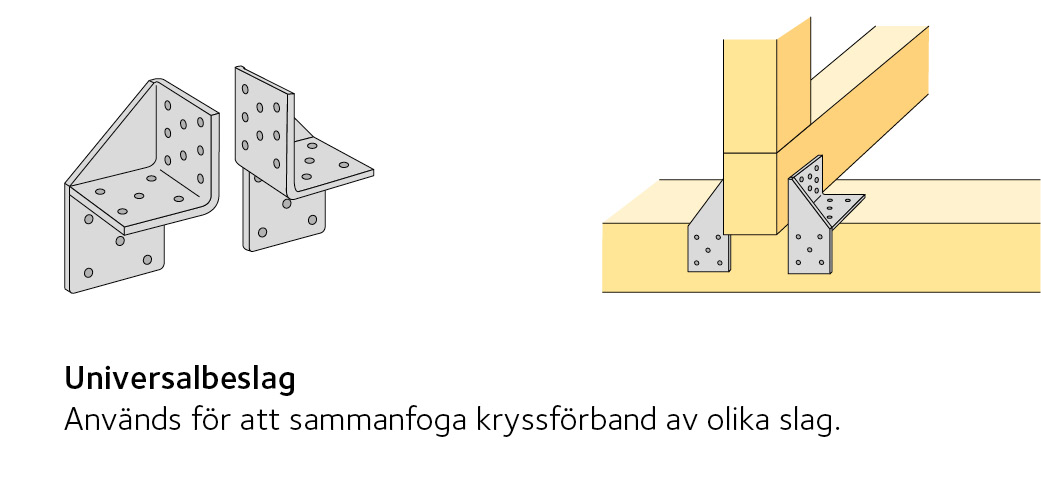 Universalbeslag
Används för att sammanfoga kryssförband av olika slag.